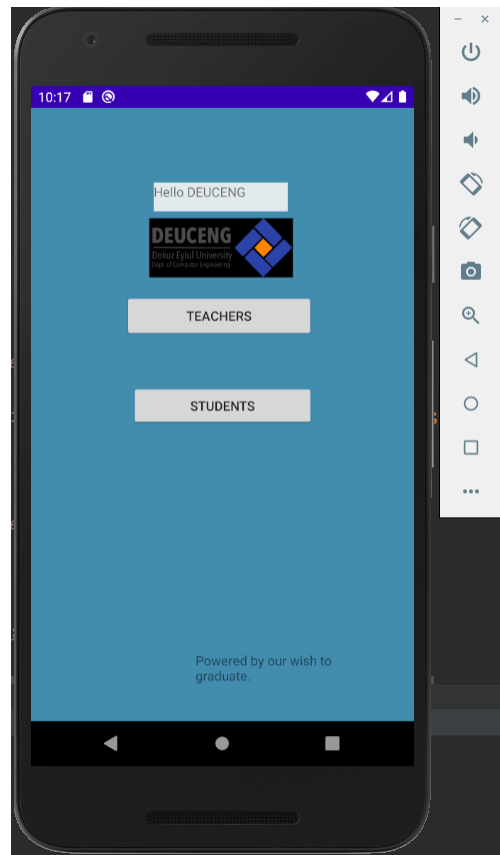 10:17
Hello DEUCENG
DEUCENG
Dokuz Eylul University
Dept. of Computer Engineering
TEACHERS
STUDENTS
Powered by our wish to
graduate.